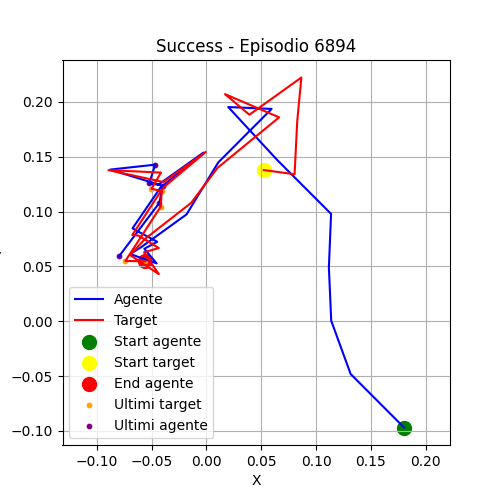 Success - Episodio 6894
0.20
0.15
0.10
0.05
0.00
−0.05
−0.10
Agente
Target
Start agente
Start target
End agente
Ultimi target
Ultimi agente
−0.10 −0.05 0.00 0.05 0.10 0.15 0.20
X